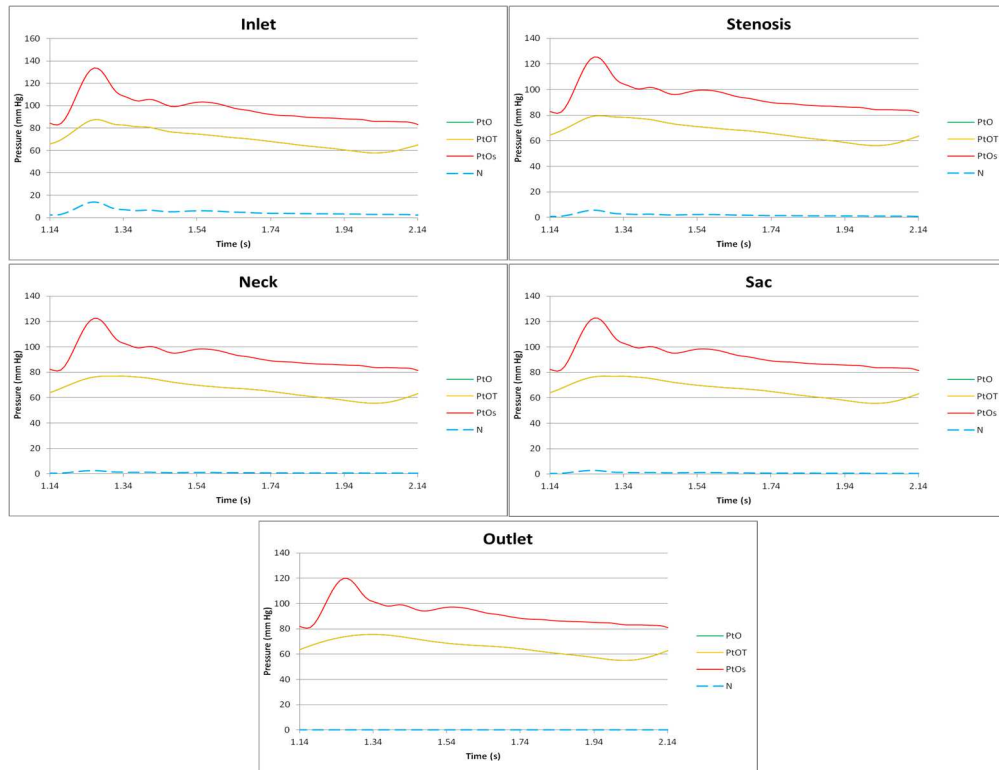 Inlet
Pressure (mm Hg)
160
140
120
100
80
60
40
20
0
1.14 1.34 1.54 1.74 1.94 2.14
Time (s)
PtO
PtOT
PtOs
N
Stenosis
Pressure (mm Hg)
140
120
100
80
60
40
20
0
1.14 1.34 1.54 1.74 1.94 2.14
Time (s)
PtO
PtOT
PtOs
N
Neck
Pressure (mm Hg)
140
120
100
80
60
40
20
0
1.14 1.34 1.54 1.74 1.94 2.14
Time (s)
PtO
PtOT
PtOs
N
Sac
Pressure (mm Hg)
140
120
100
80
60
40
20
0
1.14 1.34 1.54 1.74 1.94 2.14
Time (s)
PtO
PtOT
PtOs
N
Outlet
Pressure (mm Hg)
140
120
100
80
60
40
20
0
1.14 1.34 1.54 1.74 1.94 2.14
Time (s)
PtO
PtOT
PtOs
N